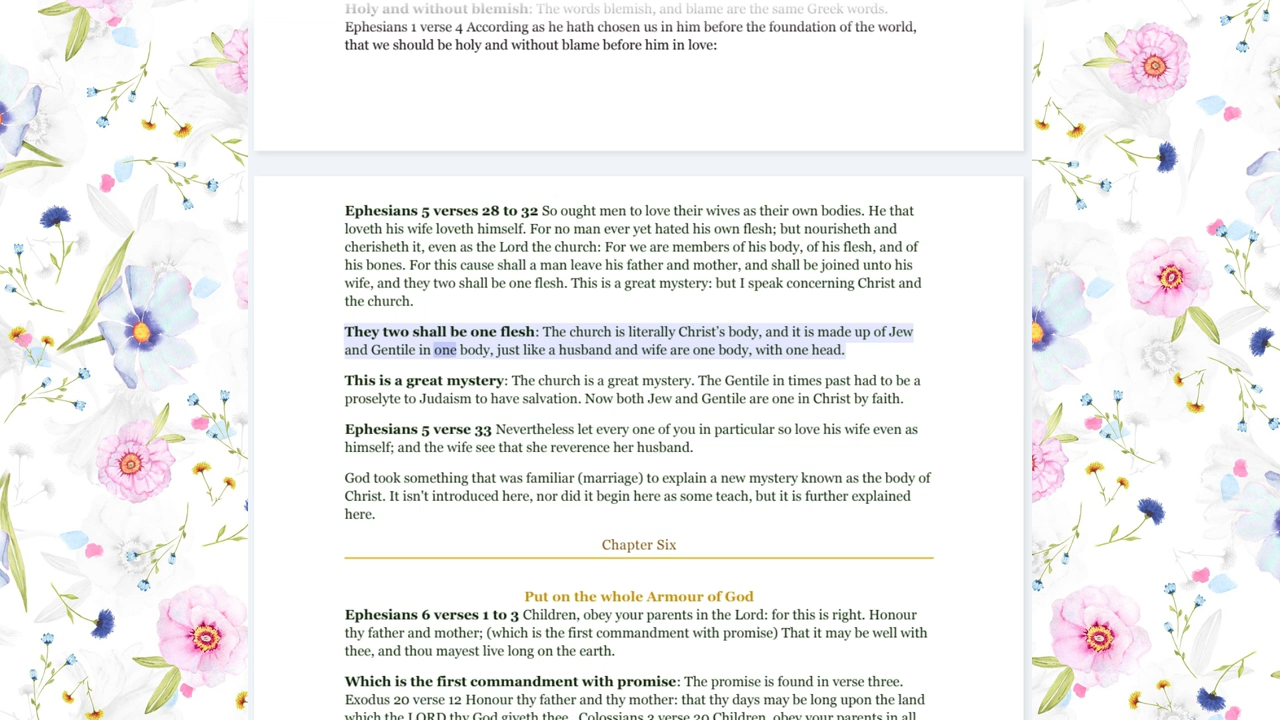 Holy and without blemish: The words blemish, and blame are the same Greek words.
Ephesians 1 verse 4 According as he hath chosen us in him before the foundation of the world,
that we should be holy and without blame before him in love:
Ephesians 5 verses 28 to 32 So ought men to love their wives as their own bodies. He that
loveth his wife loveth himself. For no man ever yet hated his own flesh; but nourisheth and
cherisheth it, even as the Lord the church: For we are members of his body, of his flesh, and of
his bones. For this cause shall a man leave his father and mother, and shall be joined unto his
wife, and they two shall be one flesh. This is a great mystery: but I speak concerning Christ and
the church.
They two shall be one flesh: The church is literally Christ's body, and it is made up of Jew
and Gentile in one body, just like a husband and wife are one body, with one head.
This is a great mystery: The church is a great mystery. The Gentile in times past had to be a
proselyte to Judaism to have salvation. Now both Jew and Gentile are one in Christ by faith.
Ephesians 5 verse 33 Nevertheless let every one of you in particular so love his wife even as
himself; and the wife see that she reverence her husband.
God took something that was familiar (marriage) to explain a new mystery known as the body of
Christ. It isn't introduced here, nor did it begin here as some teach, but it is further explained
here.
Chapter Six
Put on the whole Armour of God
Ephesians 6 verses 1 to 3 Children, obey your parents in the Lord: for this is right. Honour
thy father and mother; (which is the first commandment with promise) That it may be well with
thee, and thou mayest live long on the earth.
Which is the first commandment with promise: The promise is found in verse three.
Exodus 20 verse 12 Honour thy father and thy mother: that thy days may be long upon the land
which the LORD thy God giveth thee. Colossians 3 verse 20 Children, obey your parents in all